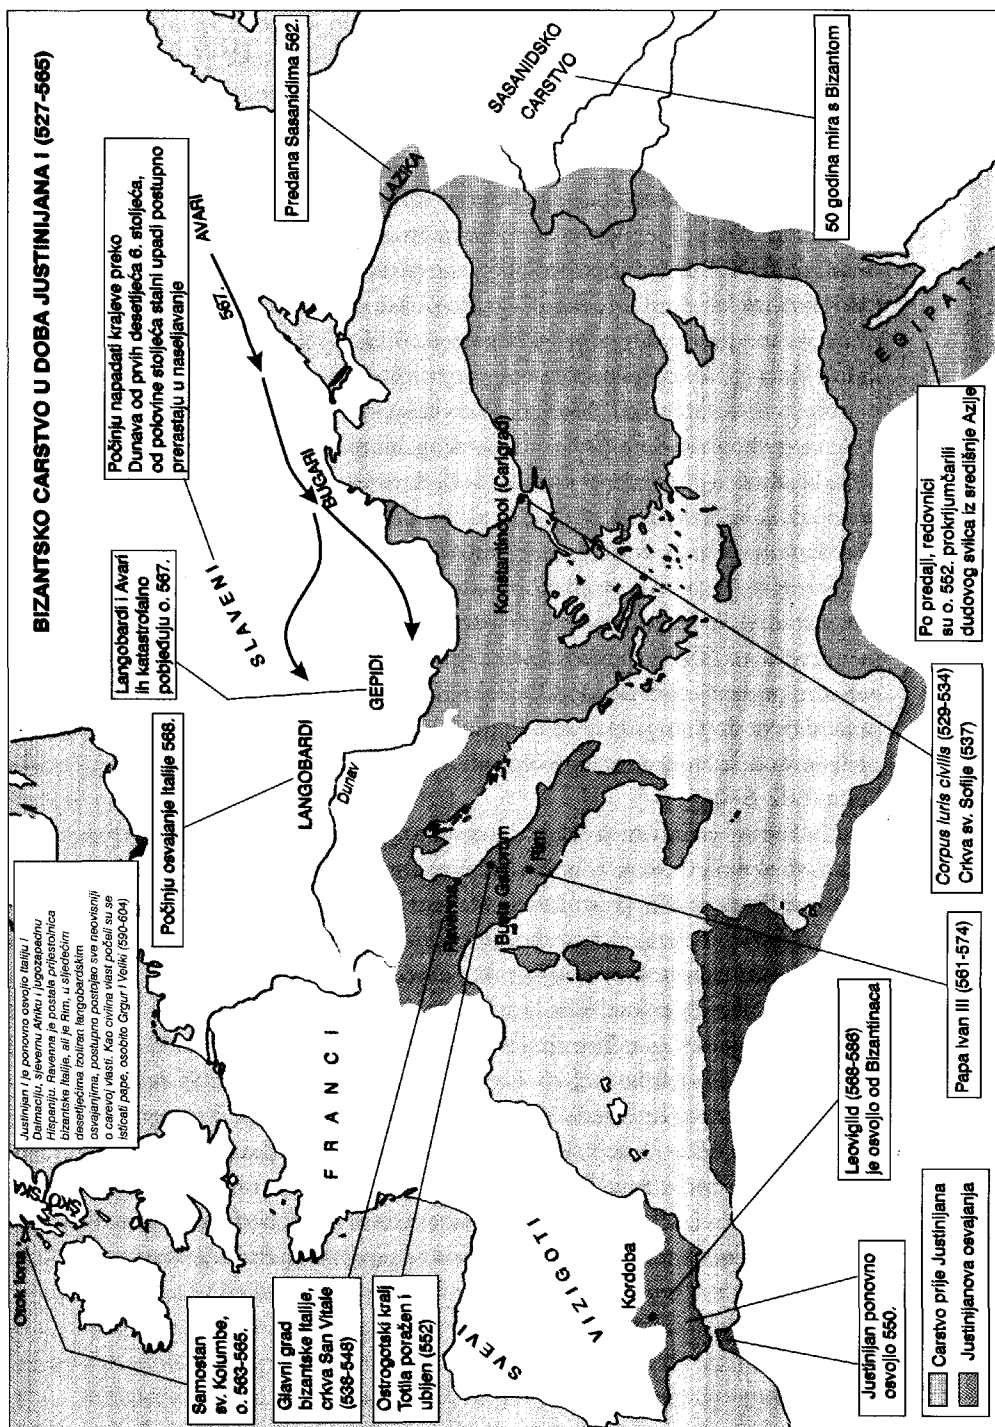 BIZANTSKO CARSTVO U DOBA JUSTINIJANA I (527-565)
Justinijan I je ponovno osvojio Italiju i
Dalmaciju, sjevernu Afriku i jugozapadnu
Hispaniju. Ravenna je postala prijestolnica
bizantske Italije, ali je Rim, u sljedećim
desetljećima izoliran langobardskim
osvajanjima, postupno postojao sve neovisniji
o carevoj vlasti. Kao civilna vlast počeli su se
isticati pape, osobito Grgur I Veliki (590-604)
Počinju osvajanje Italije 568.
Langobardi i Avari
ih katastrofalno
pobjeđuju o. 567.
Počinju napadati krajeve preko
Dunava od prvih desetljeća 6. stoljeća,
od polovine stoljeća stalni upadi postupno
prerastaju u naseljavanje
Predana Sasanidima 562.
Otok Iona
ŠKOTSKA
FRANCI
SVEVI
VIZIGOTI
Kordoba
LANGOBARDI
Dunav
GEPIDI
SLAVENI
BUGARI
567.
AVARI
LAZIKA
SASANIDSKO
CARSTVO
Ravenna
Busta Gallorum
Rim
Konstantinopol (Carigrad)
EGIPAT
Samostan
sv. Kolumbe,
o. 563-565.
Glavni grad
bizantske Italije,
crkva San Vitale
(538-548)
Ostrogotski kralj
Totila poražen i
ubijen (552)
Justinijan ponovno
osvojio 550.
Leovigild (568-586)
je osvojio od Bizantinaca
Papa Ivan III (561-574)
Corpus iuris civilis (529-534)
Crkva sv. Sofije (537)
Po predaji, redovnici
su o. 552. prokrijumčarili
dudovog svilca iz središnje Azije
50 godina mira s Bizantom
Carstvo prije Justinijana
Justinijanova osvajanja